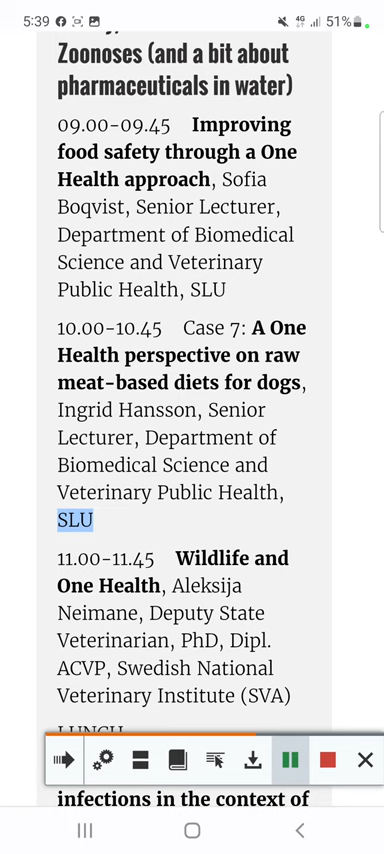 5:39
4G
51%
Zoonoses (and a bit about
pharmaceuticals in water)
09.00-09.45 Improving
food safety through a One
Health approach, Sofia
Boqvist, Senior Lecturer,
Department of Biomedical
Science and Veterinary
Public Health, SLU
10.00-10.45 Case 7: A One
Health perspective on raw
meat-based diets for dogs,
Ingrid Hansson, Senior
Lecturer, Department of
Biomedical Science and
Veterinary Public Health,
SLU
11.00-11.45 Wildlife and
One Health, Aleksija
Neimane, Deputy State
Veterinarian, PhD, Dipl.
ACVP, Swedish National
Veterinary Institute (SVA)
LUNCH
infections in the context of